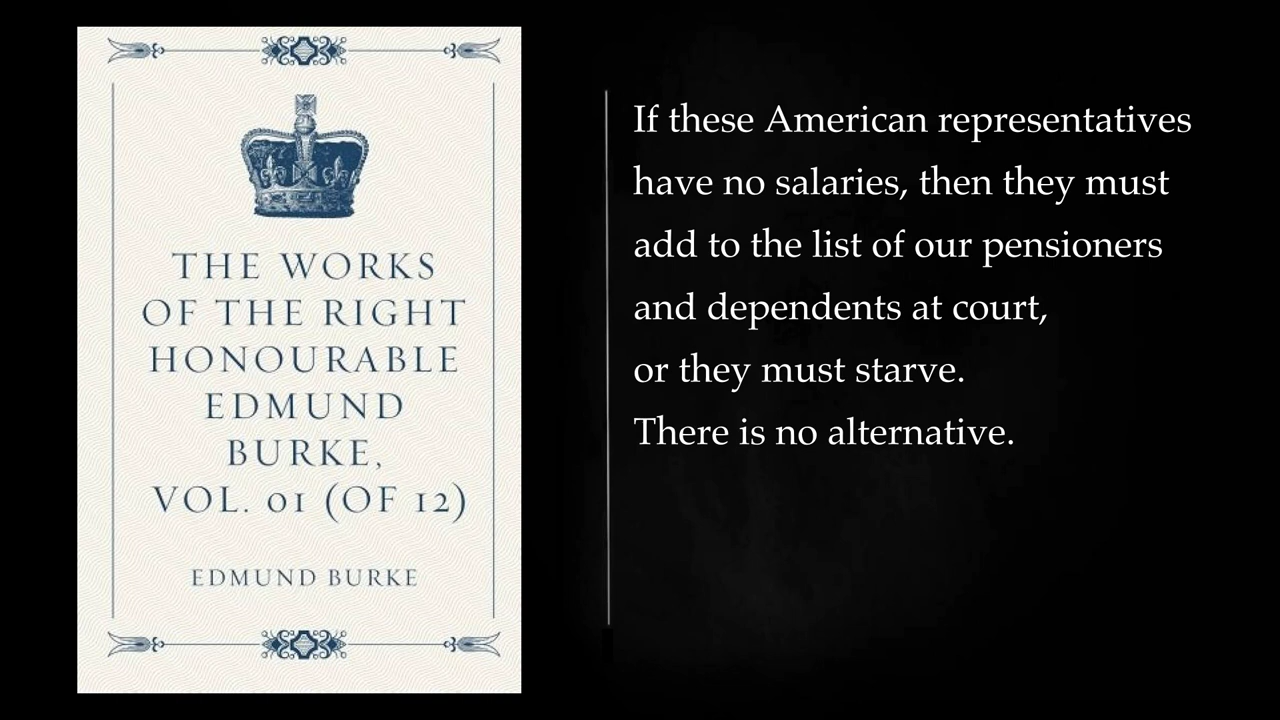 THE WORKS
OF THE RIGHT
HONOURABLE
EDMUND
BURKE,
VOL. 01 (OF 12)
EDMUND BURKE
If these American representatives
have no salaries, then they must
add to the list of our pensioners
and dependents at court,
or they must starve.
There is no alternative.